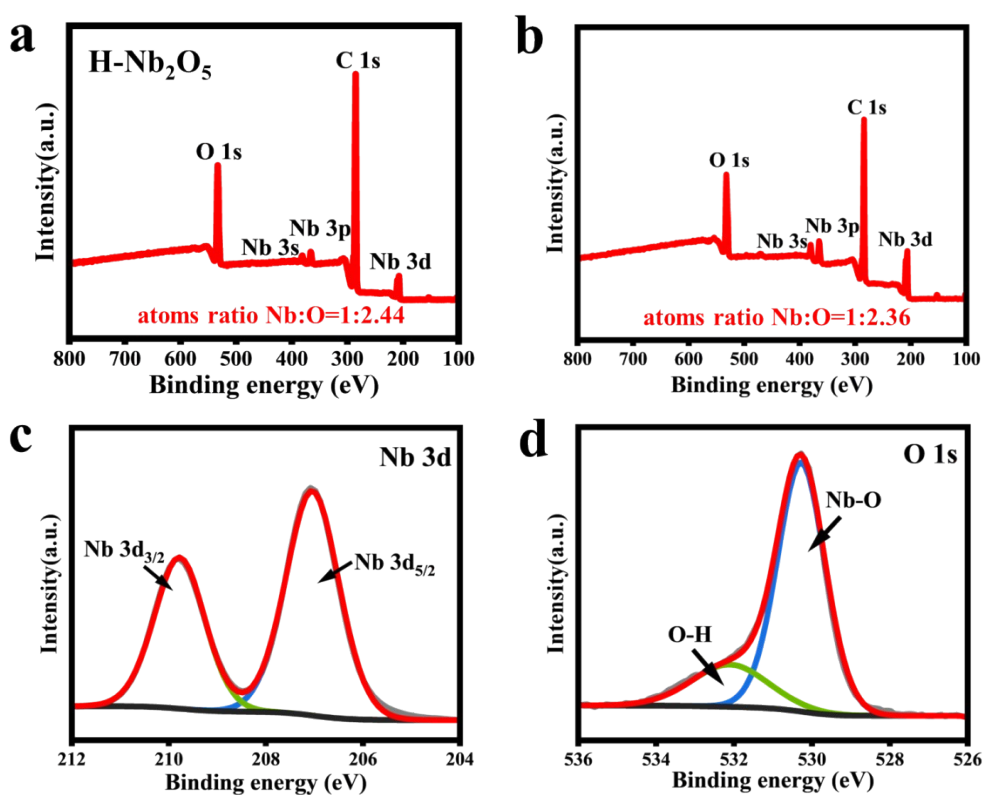 a
H-Nb₂O₅
C 1s
O 1s
Nb 3s
Nb 3p
Nb 3d
atoms ratio Nb:O=1:2.44
Intensity(a.u.)
800 700 600 500 400 300 200 100
Binding energy (eV)
b
C 1s
O 1s
Nb 3s
Nb 3p
Nb 3d
atoms ratio Nb:O=1:2.36
Intensity(a.u.)
800 700 600 500 400 300 200 100
Binding energy (eV)
c
Nb 3d
Nb 3d₃/₂
Nb 3d₅/₂
Intensity(a.u.)
212 210 208 206 204
Binding energy (eV)
d
O 1s
Nb-O
O-H
Intensity(a.u.)
536 534 532 530 528 526
Binding energy (eV)